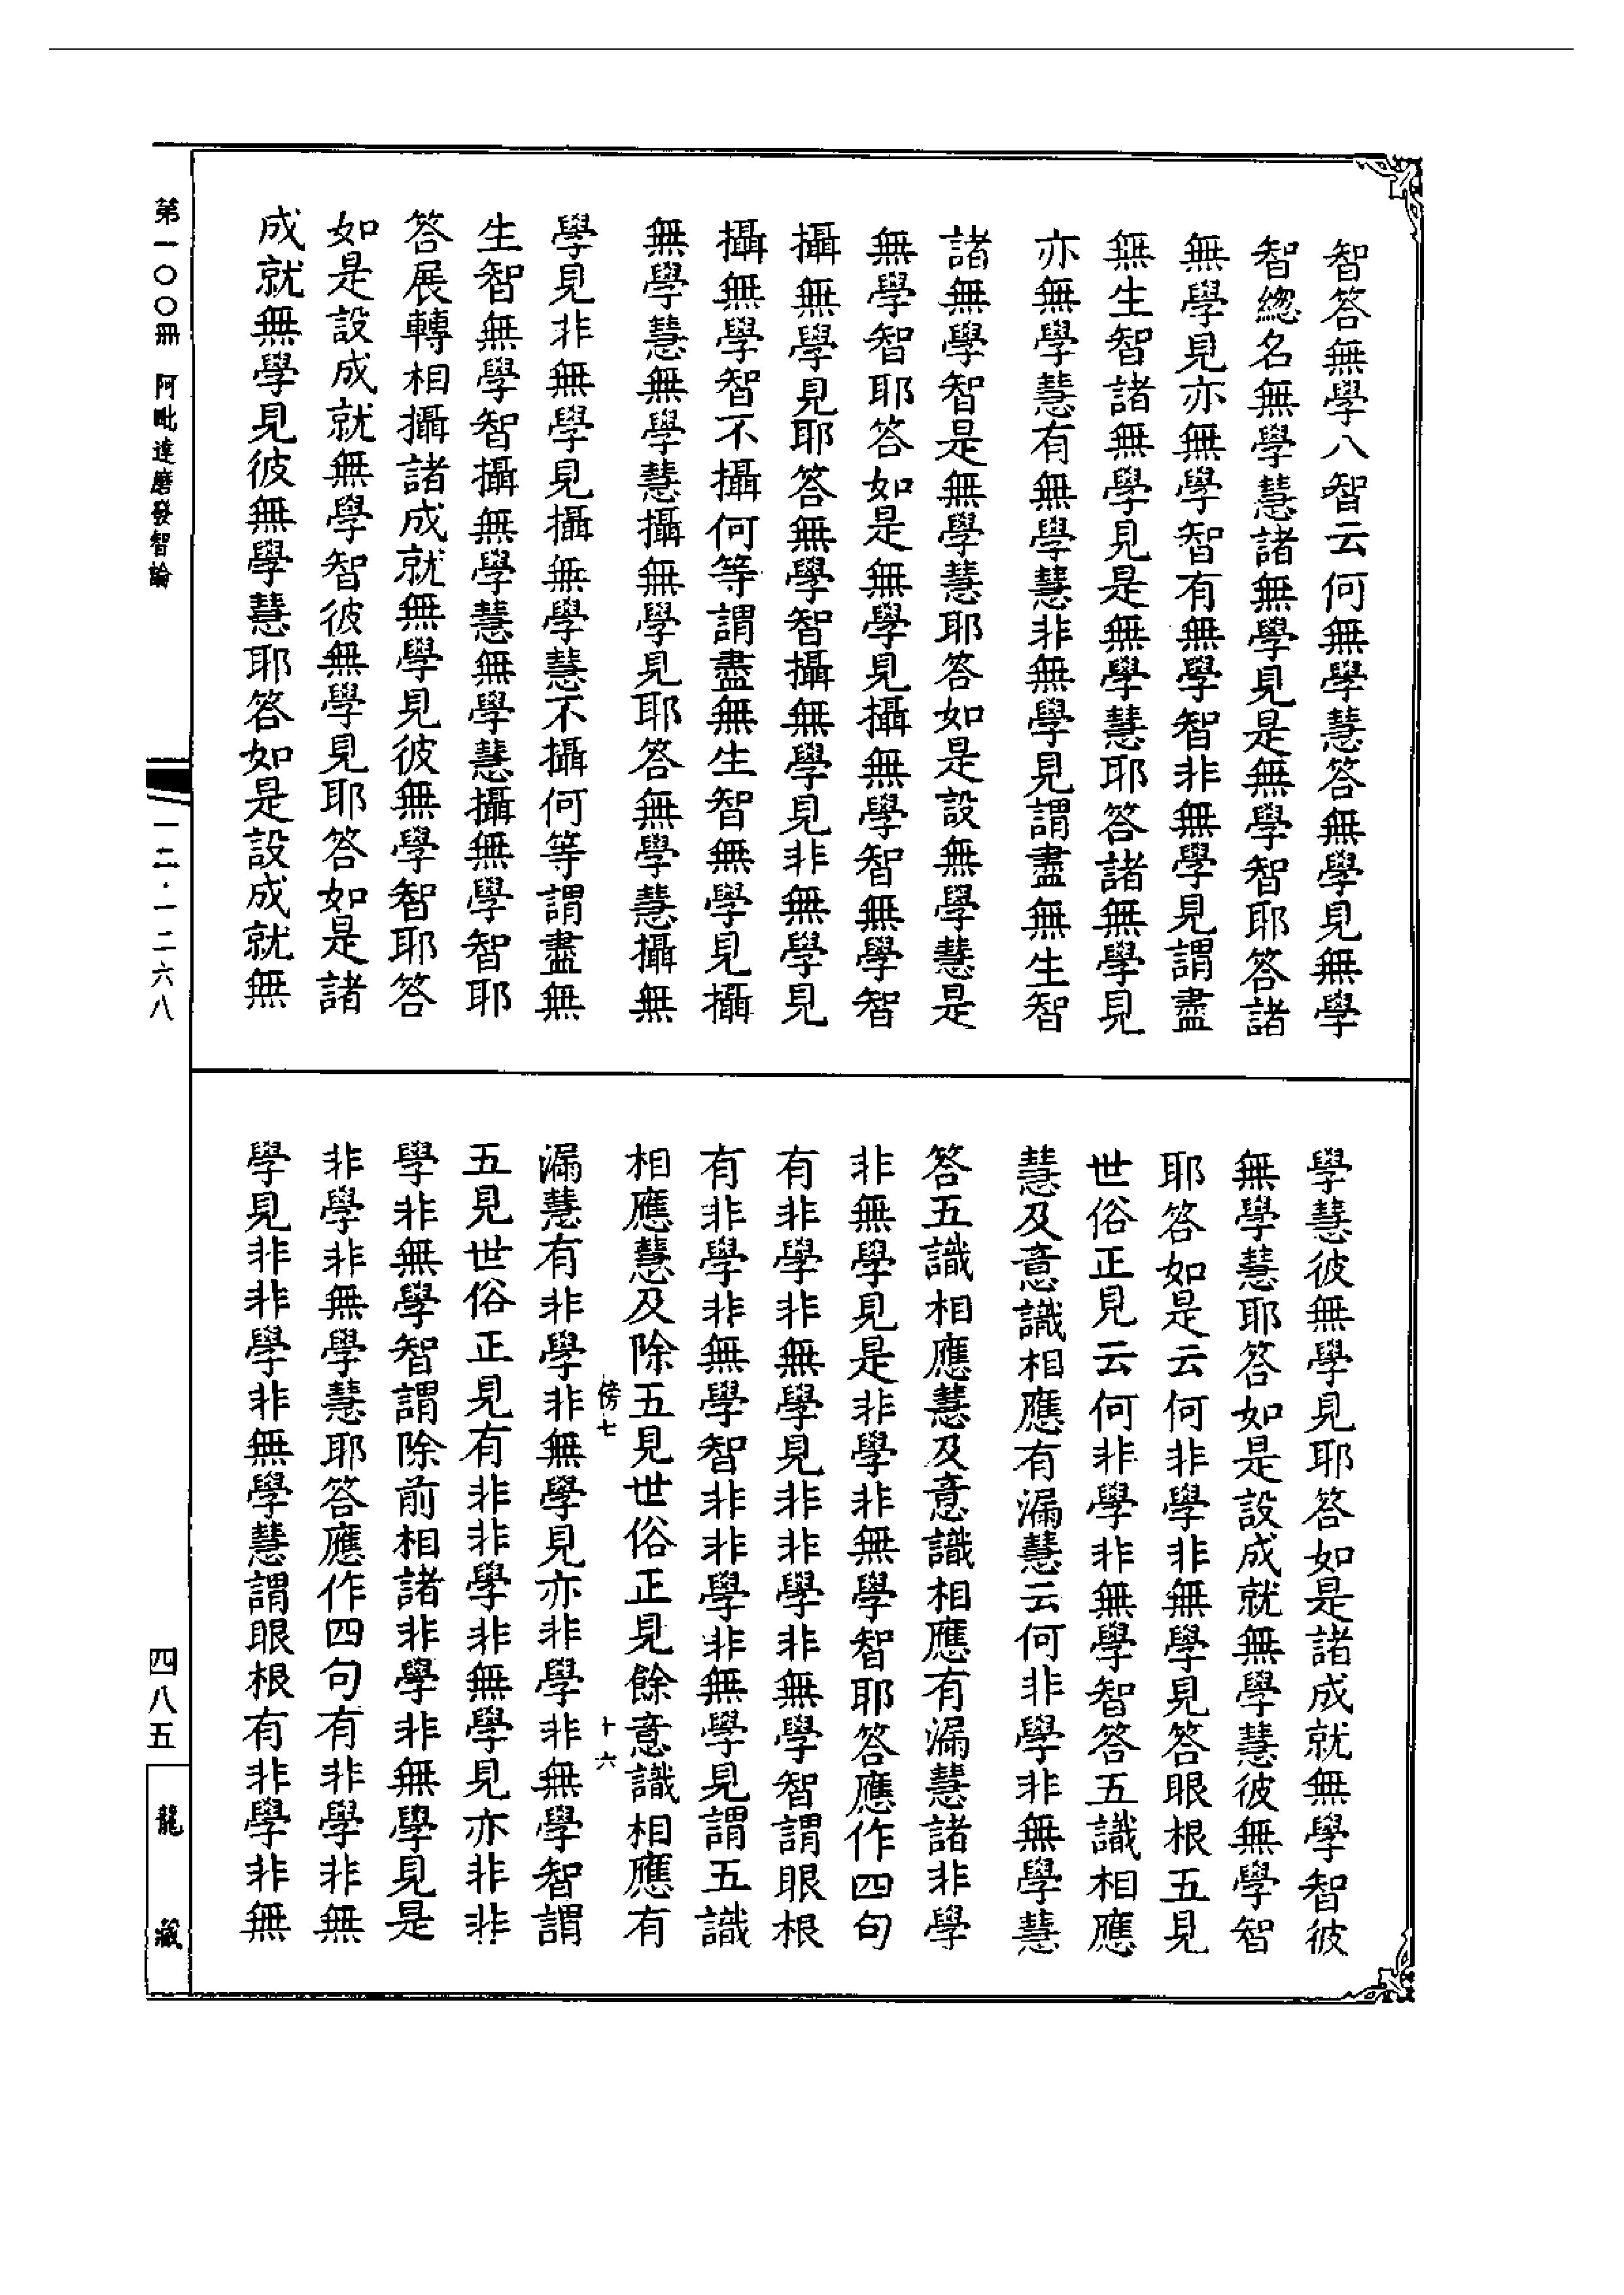 智答無學八智云何無學慧答無學見無學
智緫名無學慧諸無學見是無學智耶答諸
無學見亦無學智有無學智非無學見謂盡
無生智諸無學見是無學慧耶答諸無學見
亦無學慧有無學慧非無學見謂盡無生智
諸無學智是無學慧耶答如是設無學慧是
無學智耶答如是無學見攝無學智無學智
攝無學見耶答無學智攝無學見非無學見
攝無學智不攝何等謂盡無生智無學見攝
無學慧無學慧攝無學見耶答無學慧攝無
學見非無學見攝無學慧不攝何等謂盡無
生智無學智攝無學慧無學慧攝無學智耶
答展轉相攝諸成就無學見彼無學智耶答
如是設成就無學智彼無學見耶答如是諸
成就無學見彼無學慧耶答如是設成就無
學慧彼無學見耶答如是諸成就無學智彼
無學慧耶答如是設成就無學慧彼無學智
耶答如是云何非學非無學見答眼根五見
世俗正見云何非學非無學智答五識相應
慧及意識相應有漏慧云何非學非無學慧
答五識相應慧及意識相應有漏慧諸非學
非無學見是非學非無學智耶答應作四句
有非學非無學見非非學非無學智謂眼根
有非學非無學智非非學非無學見謂五識
相應慧及除五見世俗正見餘意識相應有
傍七 十六
漏慧有非學非無學見亦非學非無學智謂
五見世俗正見有非非學非無學見亦非非
學非無學智謂除前相諸非學非無學見是
非學非無學慧耶答應作四句有非學非無
學見非非學非無學慧謂眼根有非學非無
第一〇〇冊 阿毗達磨發智論
一二·一二六八
四八五
龍藏